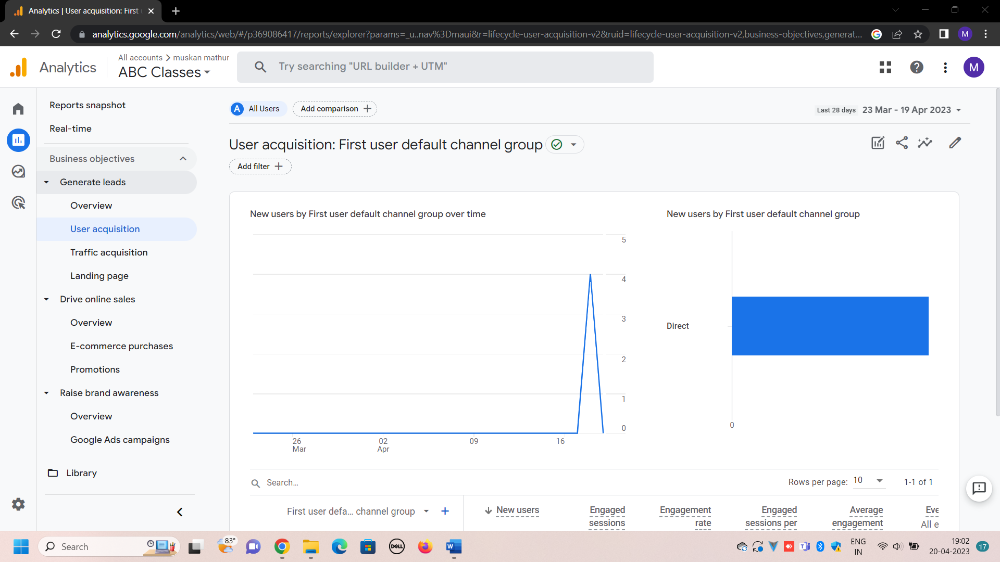 Analytics | User acquisition: First
analytics.google.com/analytics/web/#/p369086417/reports/explorer?params=_u..nav%3Dmaui&r=lifecycle-user-acquisition-v2&ruid=lifecycle-user-acquisition-v2,business-objectives,generat...
M
Analytics
All accounts > muskan mathur
ABC Classes
Try searching "URL builder + UTM"
M
Reports snapshot
Real-time
Business objectives
Generate leads
Overview
User acquisition
Traffic acquisition
Landing page
Drive online sales
Overview
E-commerce purchases
Promotions
Raise brand awareness
Overview
Google Ads campaigns
Library
A All Users
Add comparison +
Last 28 days 23 Mar - 19 Apr 2023
User acquisition: First user default channel group
Add filter +
New users by First user default channel group over time
5
4
3
2
1
0
26 Mar
02 Apr
09
16
New users by First user default channel group
Direct
0
Search...
Rows per page: 10
1-1 of 1
First user defa... channel group
New users
Engaged sessions
Engagement rate
Engaged sessions per
Average engagement
Eve
All e
Search
83°
DELL
ENG
IN
19:02
20-04-2023
17